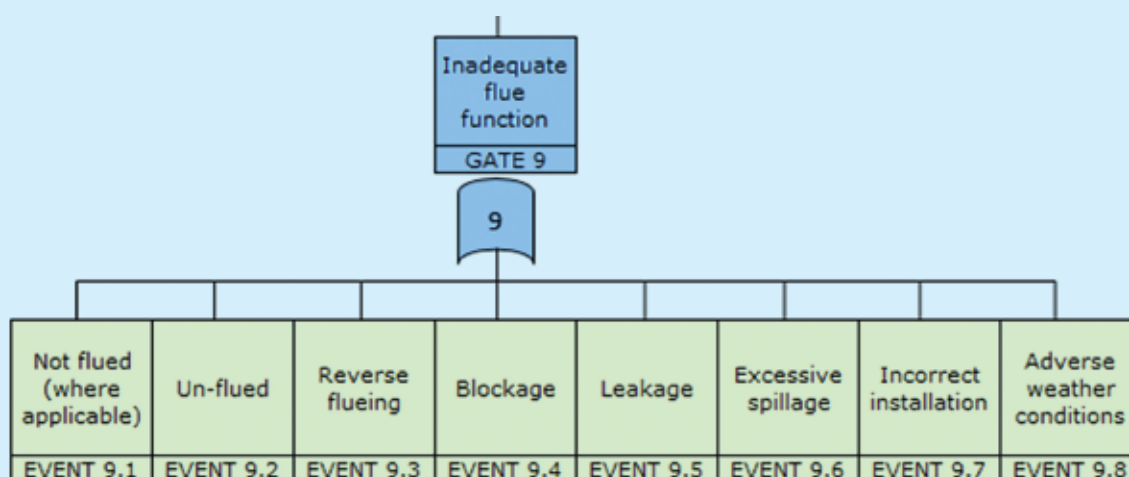 Inadequate
flue
function
GATE 9
9
Not flued
(where
applicable)
Un-flued
Reverse
flueing
Blockage
Leakage
Excessive
spillage
Incorrect
installation
Adverse
weather
conditions
EVENT 9.1
EVENT 9.2
EVENT 9.3
EVENT 9.4
EVENT 9.5
EVENT 9.6
EVENT 9.7
EVENT 9.8